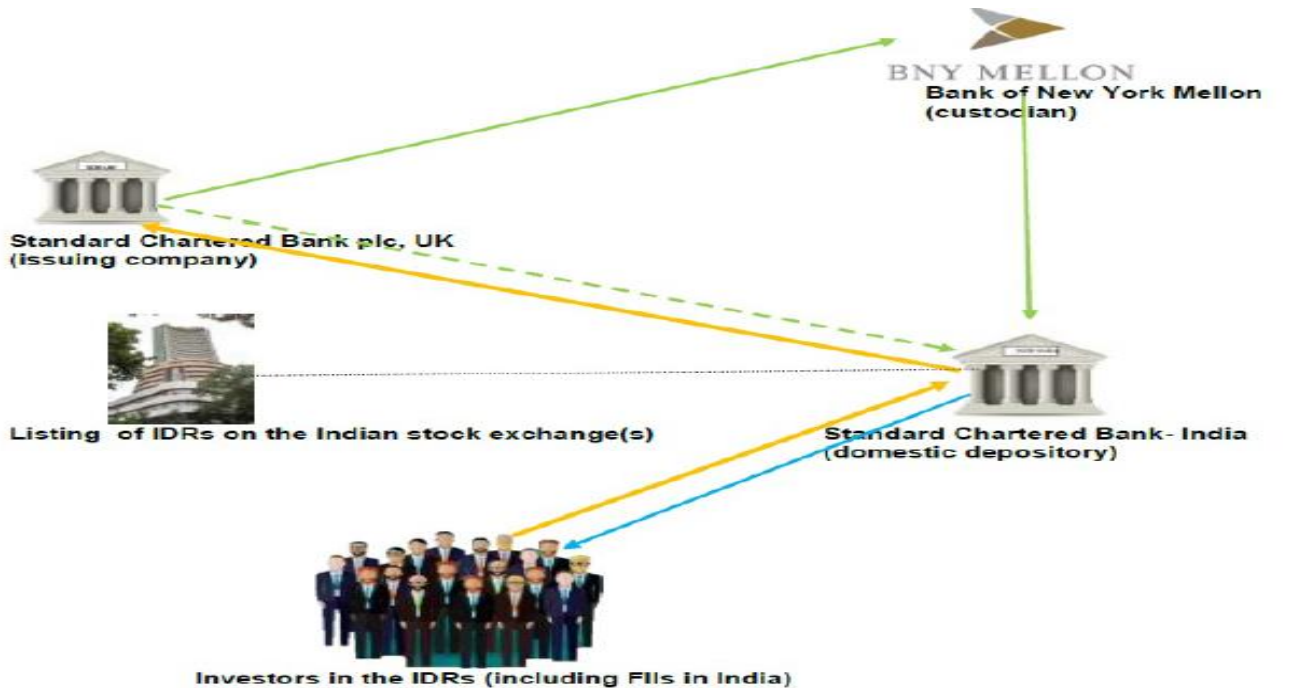 BNY MELLON
Bank of New York Mellon
(custodian)
Standard Chartered Bank plc, UK
(issuing company)
Listing of IDRs on the Indian stock exchange(s)
Standard Chartered Bank- India
(domestic depository)
Investors in the IDRs (including FIIs in India)